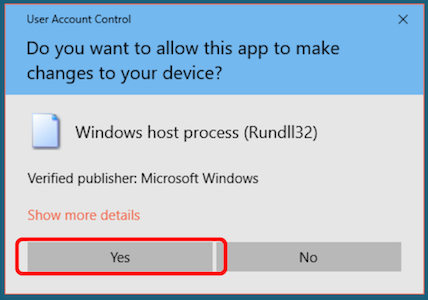 User Account Control
Do you want to allow this app to make
changes to your device?
Windows host process (Rundll32)
Verified publisher: Microsoft Windows
Show more details
Yes
No